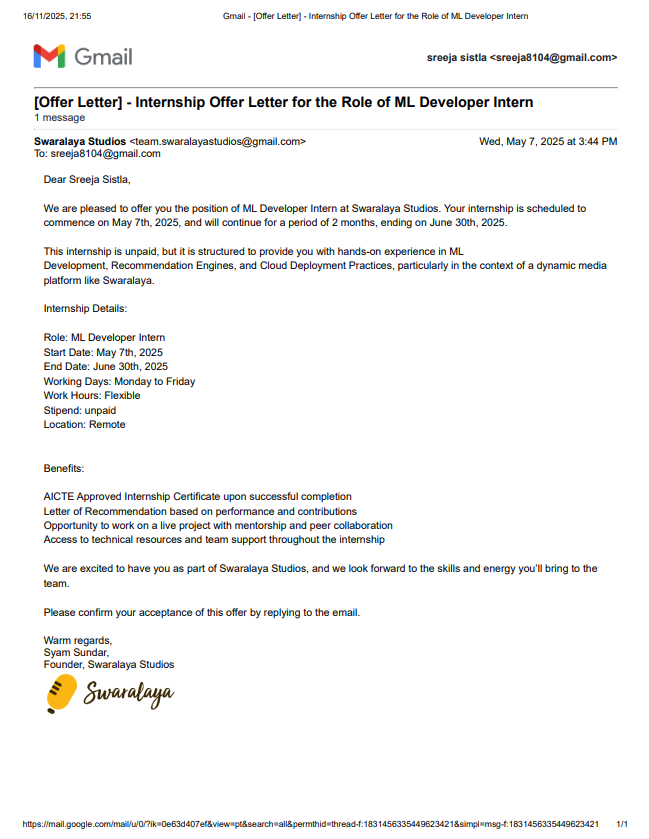 16/11/2025, 21:55 Gmail - [Offer Letter] - Internship Offer Letter for the Role of ML Developer Intern
Gmail sreeja sistla <sreeja8104@gmail.com>
[Offer Letter] - Internship Offer Letter for the Role of ML Developer Intern
1 message
Swaralaya Studios <team.swaralayastudios@gmail.com> Wed, May 7, 2025 at 3:44 PM
To: sreeja8104@gmail.com
Dear Sreeja Sistla,
We are pleased to offer you the position of ML Developer Intern at Swaralaya Studios. Your internship is scheduled to
commence on May 7th, 2025, and will continue for a period of 2 months, ending on June 30th, 2025.
This internship is unpaid, but it is structured to provide you with hands-on experience in ML
Development, Recommendation Engines, and Cloud Deployment Practices, particularly in the context of a dynamic media
platform like Swaralaya.
Internship Details:
Role: ML Developer Intern
Start Date: May 7th, 2025
End Date: June 30th, 2025
Working Days: Monday to Friday
Work Hours: Flexible
Stipend: unpaid
Location: Remote
Benefits:
AICTE Approved Internship Certificate upon successful completion
Letter of Recommendation based on performance and contributions
Opportunity to work on a live project with mentorship and peer collaboration
Access to technical resources and team support throughout the internship
We are excited to have you as part of Swaralaya Studios, and we look forward to the skills and energy you'll bring to the
team.
Please confirm your acceptance of this offer by replying to the email.
Warm regards,
Syam Sundar,
Founder, Swaralaya Studios
Swaralaya
https://mail.google.com/mail/u/0/?ik=0e63d407ef&view=pt&search=all&permthid=thread-f:1831456335449623421&simpl=msg-f:1831456335449623421 1/1